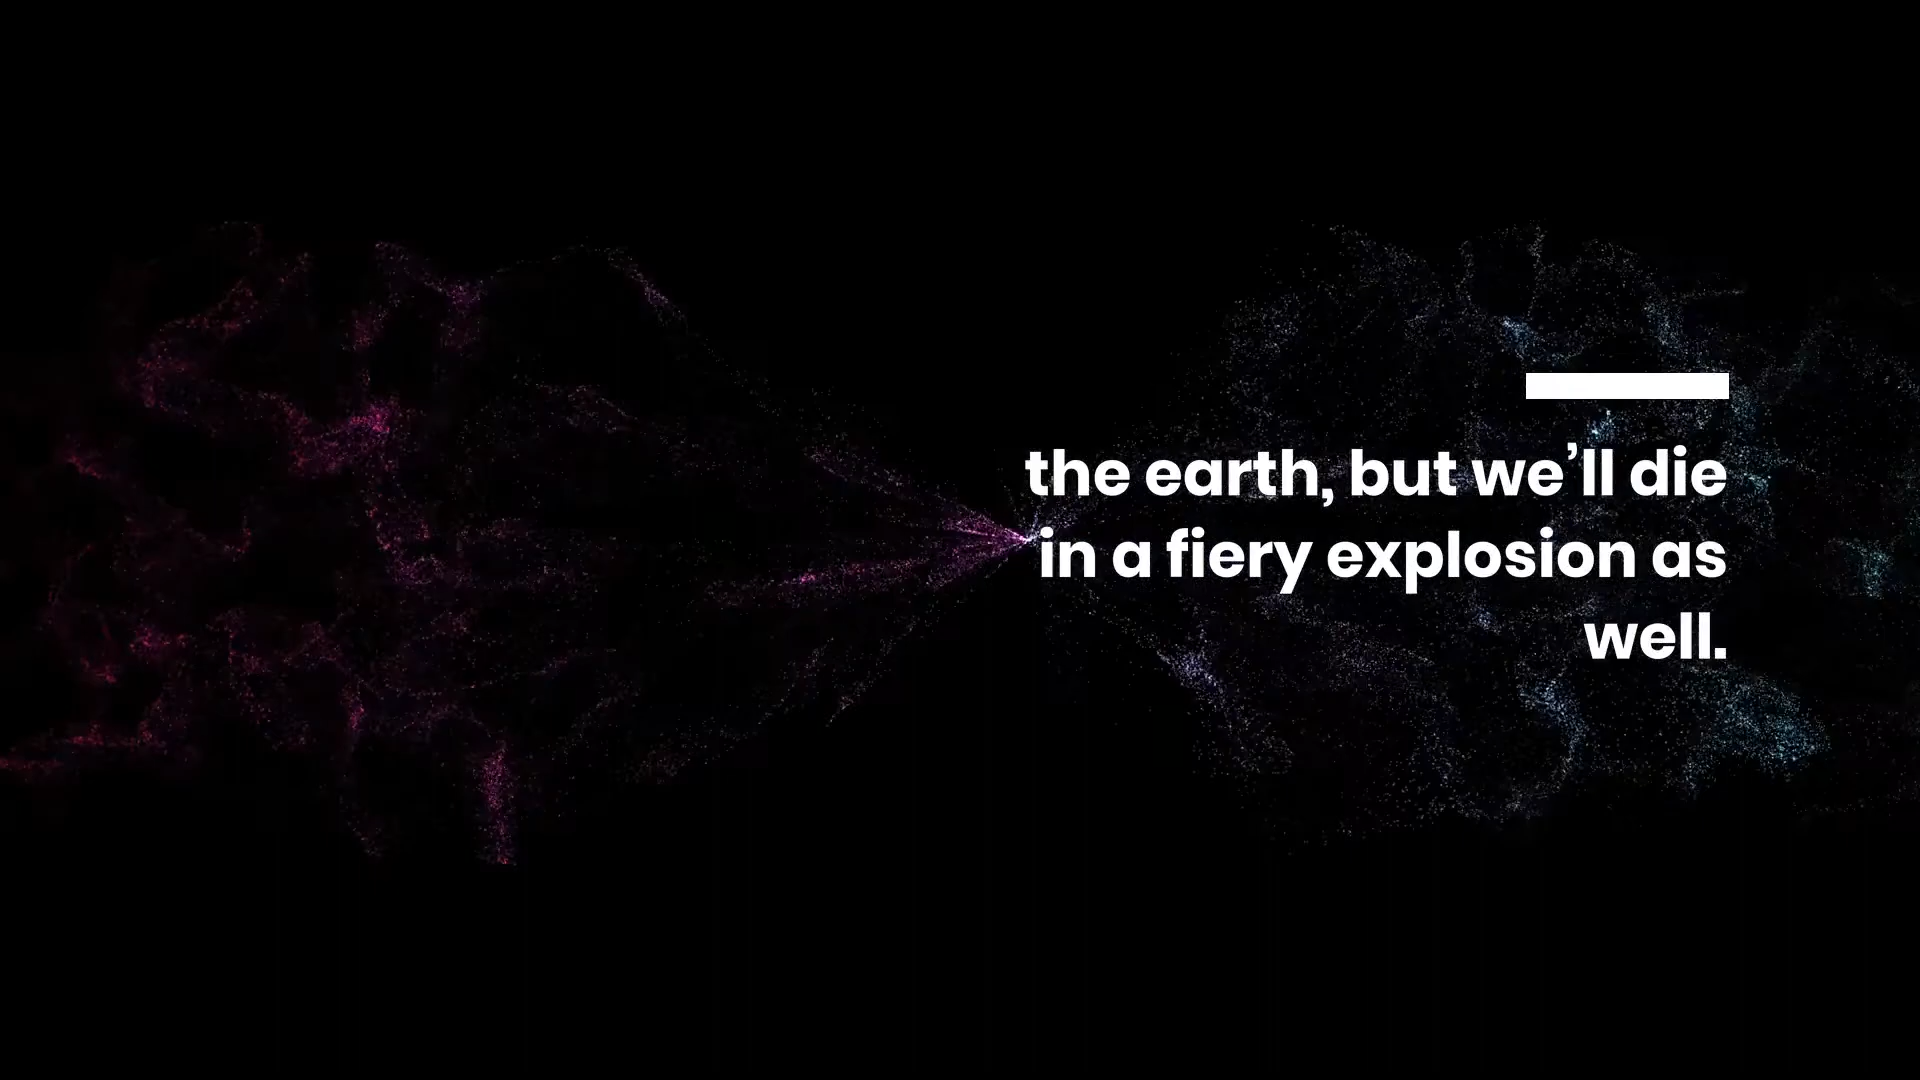 the earth, but we’ll die
in a fiery explosion as
well.